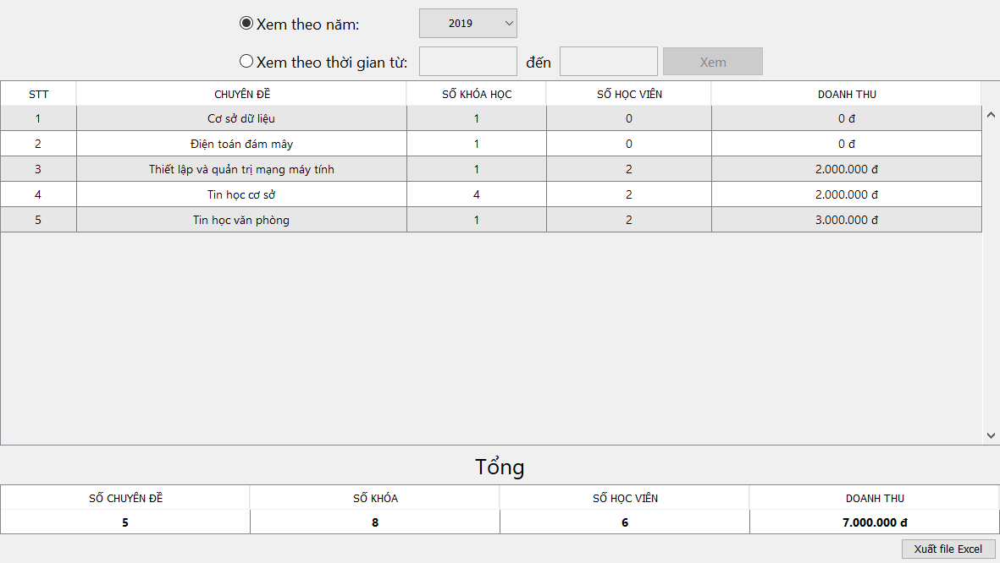 Xem theo năm: 2019
Xem theo thời gian từ: đến Xem
STT CHUYÊN ĐỀ SỐ KHÓA HỌC SỐ HỌC VIÊN DOANH THU
1 Cơ sở dữ liệu 1 0 0 đ
2 Điện toán đám mây 1 0 0 đ
3 Thiết lập và quản trị mạng máy tính 1 2 2.000.000 đ
4 Tin học cơ sở 4 2 2.000.000 đ
5 Tin học văn phòng 1 2 3.000.000 đ
Tổng
SỐ CHUYÊN ĐỀ SỐ KHÓA SỐ HỌC VIÊN DOANH THU
5 8 6 7.000.000 đ
Xuất file Excel